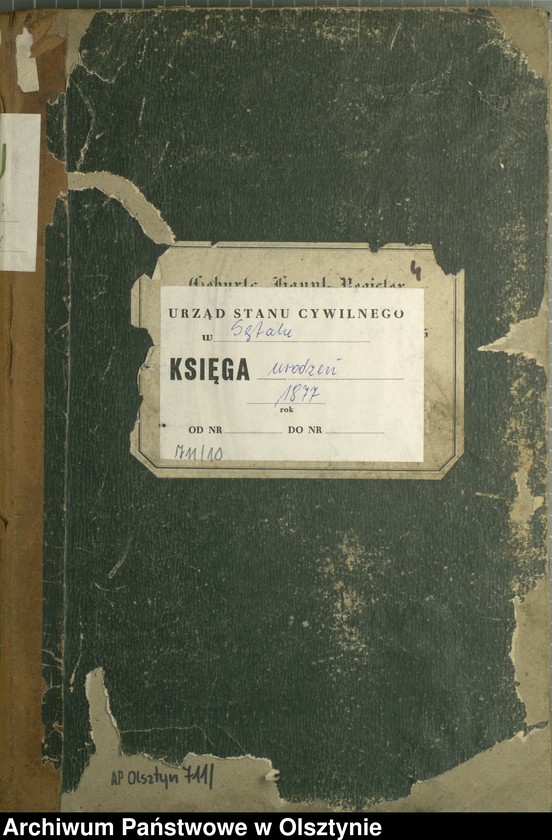 4
Geburts-Haupt-Register
URZĄD STANU CYWILNEGO
w Sętalu
KSIĘGA urodzeń
1877
rok
OD NR DO NR
711/10
AP Olsztyn 711/
Archiwum Państwowe w Olsztynie